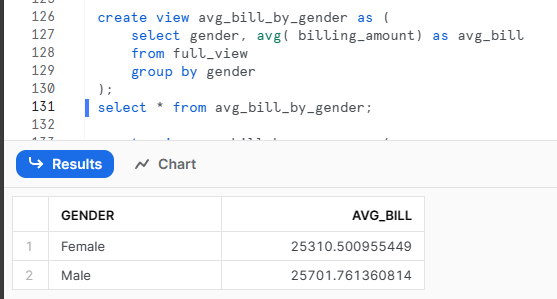 126 create view avg_bill_by_gender as (
127 select gender, avg( billing_amount) as avg_bill
128 from full_view
129 group by gender
130 );
131 select * from avg_bill_by_gender;
132
Results Chart
GENDER AVG_BILL
1 Female 25310.500955449
2 Male 25701.761360814